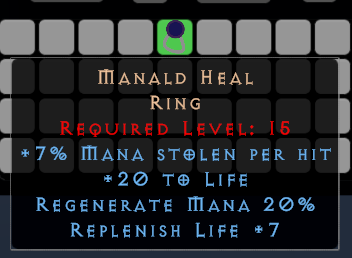 Manald Heal
Ring
Required Level: 15
+7% Mana stolen per hit
+20 to Life
Regenerate Mana 20%
Replenish Life +7